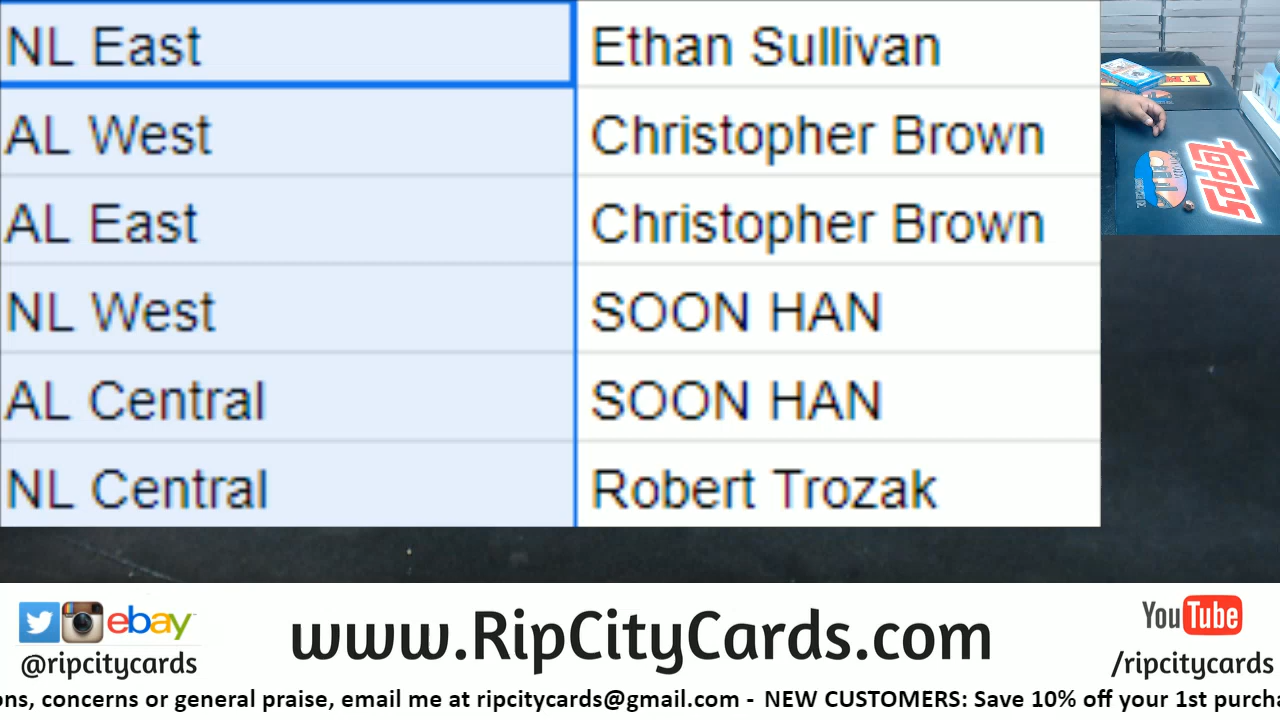 NL East Ethan Sullivan
AL West Christopher Brown
AL East Christopher Brown
NL West SOON HAN
AL Central SOON HAN
NL Central Robert Trozak
topps
ebay
@ripcitycards
www.RipCityCards.com
YouTube
/ripcitycards
ons, concerns or general praise, email me at ripcitycards@gmail.com - NEW CUSTOMERS: Save 10% off your 1st purcha